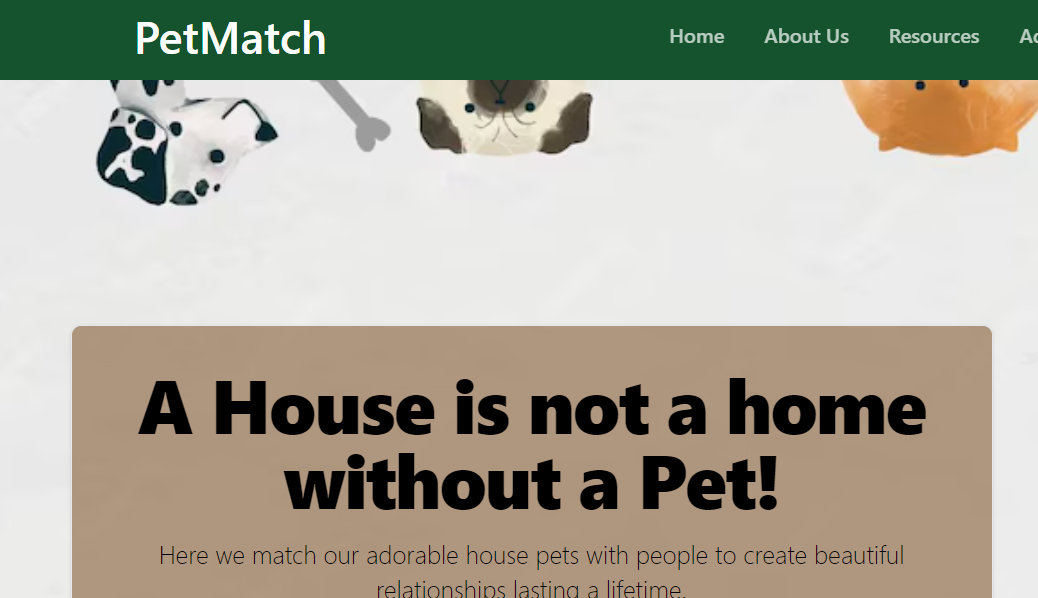 PetMatch
Home About Us Resources
A House is not a home
without a Pet!
Here we match our adorable house pets with people to create beautiful
relationships lasting a lifetime.